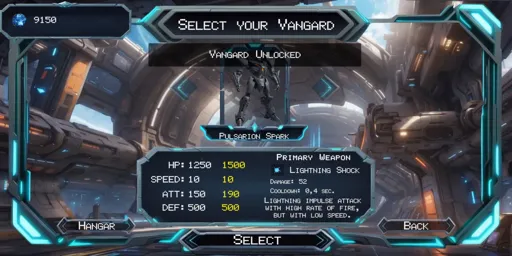 9150
Select your Vangard
Vangard Unlocked
Pulsarion Spark
HP: 1250 1500
Speed: 10 10
Att: 150 190
Def: 500 500
Primary Weapon
Lightning Shock
Damage: 52
Cooldown: 0,4 sec.
Lightning impulse attack
with high rate of fire,
but with low speed.
Hangar
Select
Back